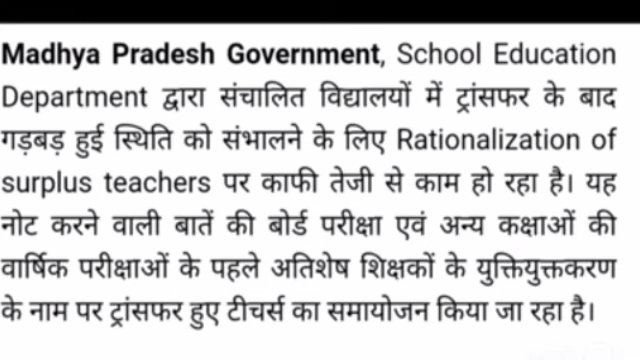 Madhya Pradesh Government, School Education
Department द्वारा संचालित विद्यालयों में ट्रांसफर के बाद
गड़बड़ हुई स्थिति को संभालने के लिए Rationalization of
surplus teachers पर काफी तेजी से काम हो रहा है। यह
नोट करने वाली बातें की बोर्ड परीक्षा एवं अन्य कक्षाओं की
वार्षिक परीक्षाओं के पहले अतिशेष शिक्षकों के युक्तियुक्तकरण
के नाम पर ट्रांसफर हुए टीचर्स का समायोजन किया जा रहा है।